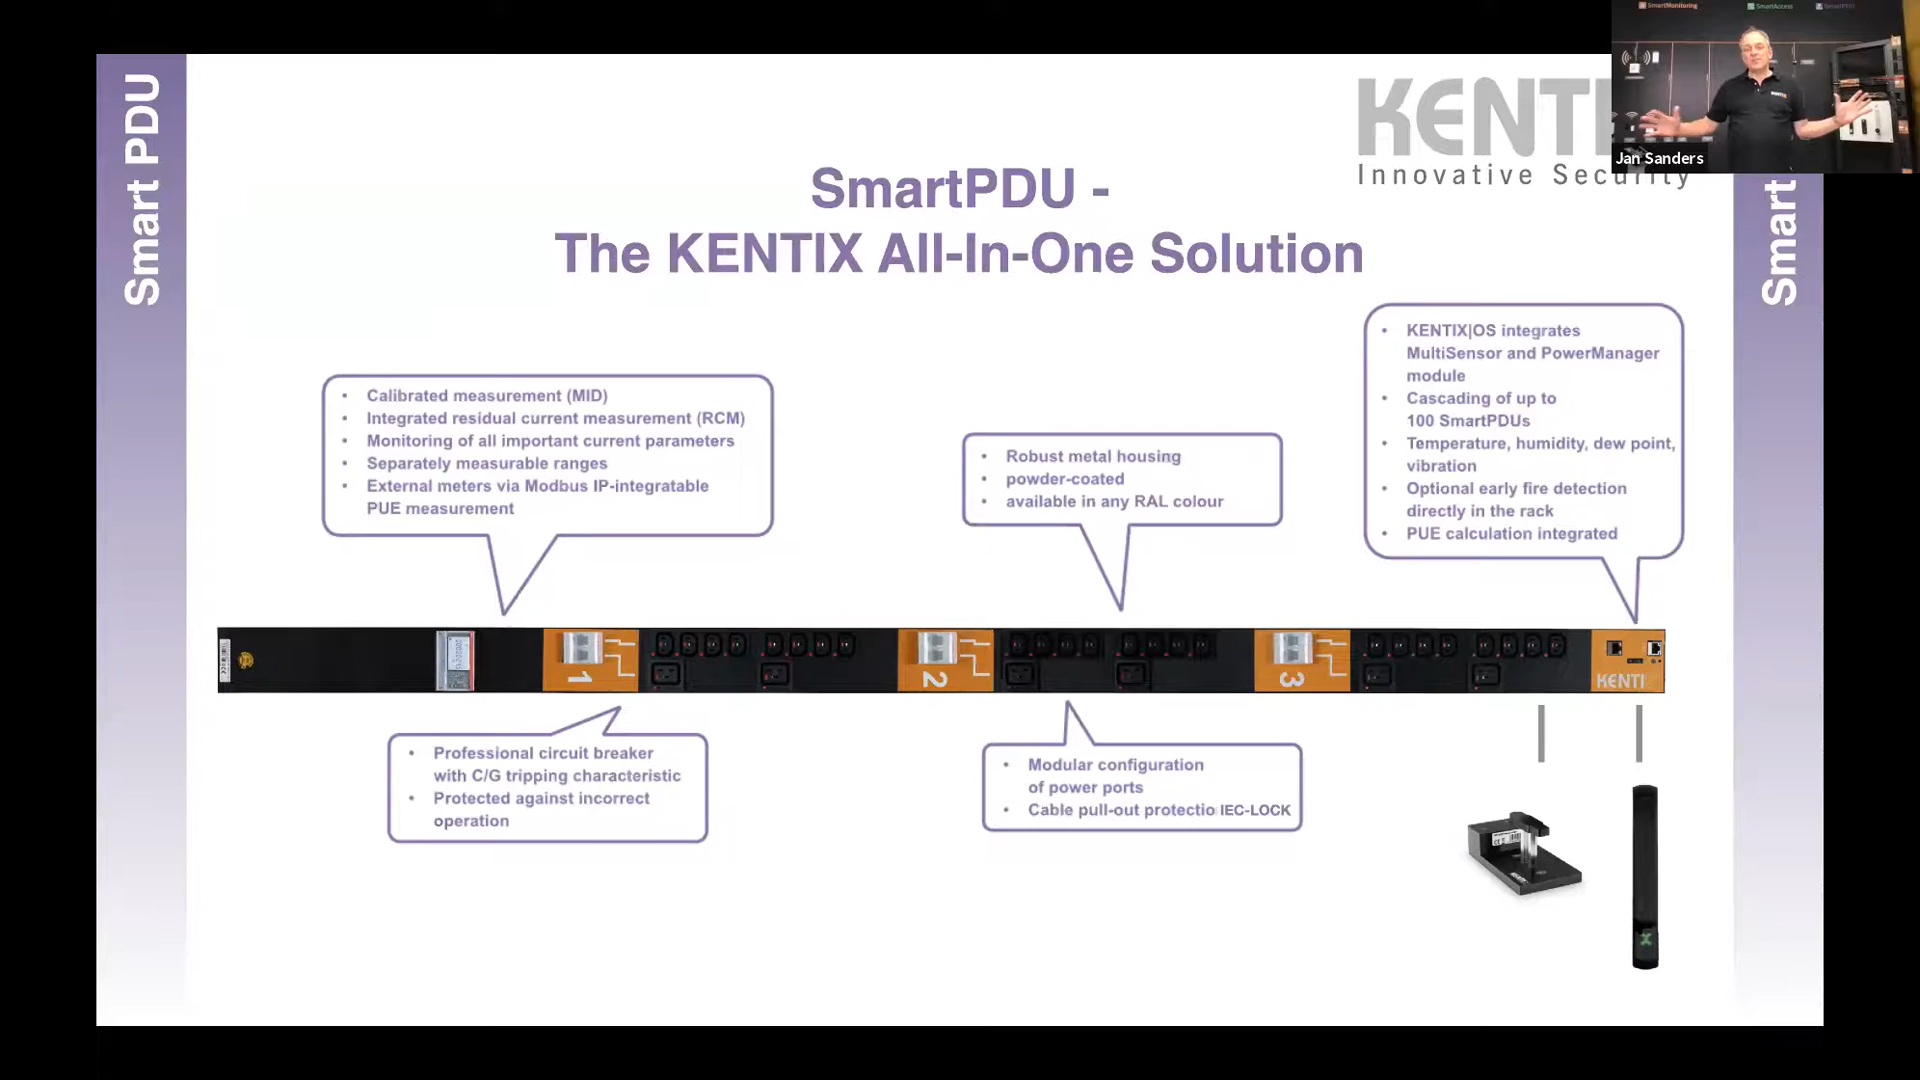 SmartMonitoring
SmartAccess
SmartPDU
Jan Sanders
Smart PDU
KENTI
Innovative Security
Smart
SmartPDU -
The KENTIX All-In-One Solution
• KENTIX|OS integrates
MultiSensor and PowerManager
module
• Cascading of up to
100 SmartPDUs
• Temperature, humidity, dew point,
vibration
• Optional early fire detection
directly in the rack
• PUE calculation integrated
• Calibrated measurement (MID)
• Integrated residual current measurement (RCM)
• Monitoring of all important current parameters
• Separately measurable ranges
• External meters via Modbus IP-integratable
PUE measurement
• Robust metal housing
• powder-coated
• available in any RAL colour
1
2
3
KENTI
• Professional circuit breaker
with C/G tripping characteristic
• Protected against incorrect
operation
• Modular configuration
of power ports
• Cable pull-out protectio IEC-LOCK